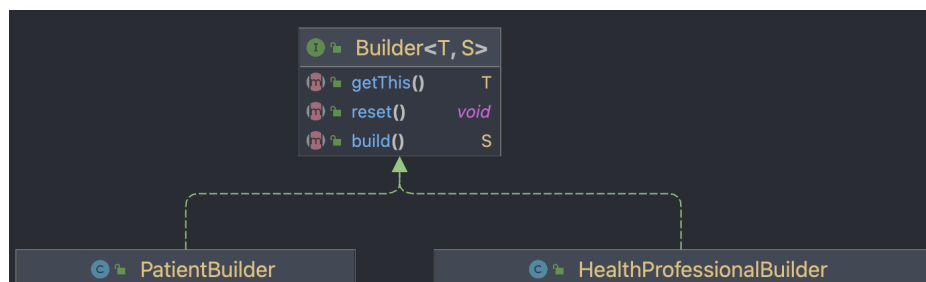 I Builder<T, S>
m getThis() T
m reset() void
m build() S
C PatientBuilder
C HealthProfessionalBuilder